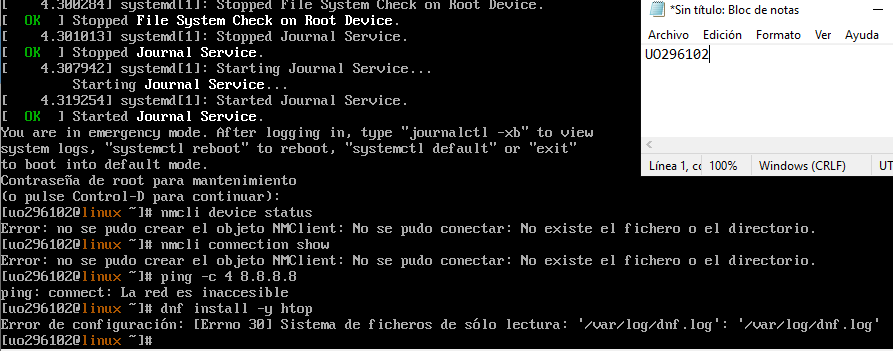 [    4.300284] systemd[1]: Stopped File System Check on Root Device.
[  OK  ] Stopped File System Check on Root Device.
[    4.301013] systemd[1]: Stopped Journal Service.
[  OK  ] Stopped Journal Service.
[    4.307942] systemd[1]: Starting Journal Service...
         Starting Journal Service...
[    4.319254] systemd[1]: Started Journal Service.
[  OK  ] Started Journal Service.
You are in emergency mode. After logging in, type "journalctl -xb" to view
system logs, "systemctl reboot" to reboot, "systemctl default" or "exit"
to boot into default mode.
Contraseña de root para mantenimiento
(o pulse Control-D para continuar):
[uo296102@linux ~]# nmcli device status
Error: no se pudo crear el objeto NMClient: No se pudo conectar: No existe el fichero o el directorio.
[uo296102@linux ~]# nmcli connection show
Error: no se pudo crear el objeto NMClient: No se pudo conectar: No existe el fichero o el directorio.
[uo296102@linux ~]# ping -c 4 8.8.8.8
ping: connect: La red es inaccesible
[uo296102@linux ~]# dnf install -y htop
Error de configuración: [Errno 30] Sistema de ficheros de sólo lectura: '/var/log/dnf.log': '/var/log/dnf.log'
[uo296102@linux ~]#
*Sin título: Bloc de notas
Archivo Edición Formato Ver Ayuda
UO296102
Línea 1, cc 100% Windows (CRLF) UT